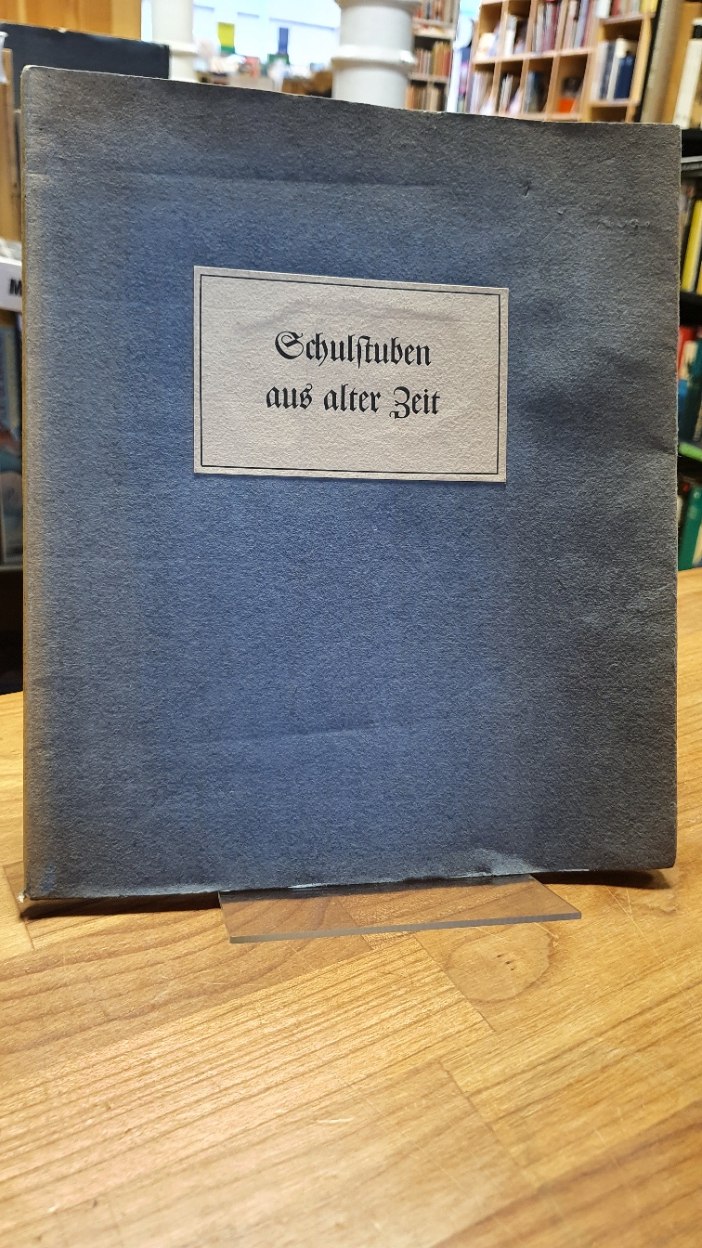 Schulſtuben
aus alter Zeit
M